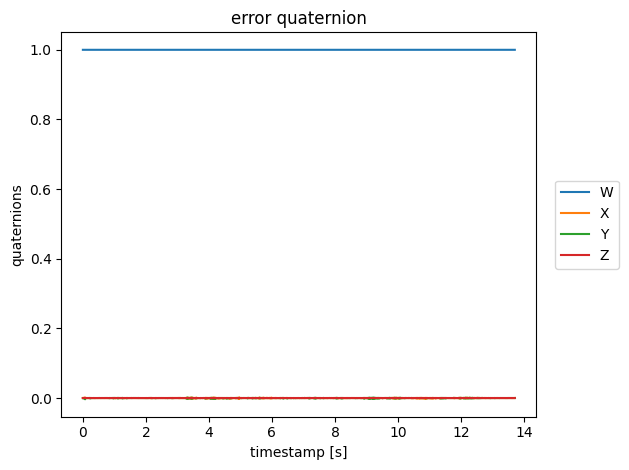 error quaternion
1.0
0.8
0.6
0.4
0.2
0.0
quaternions
0 2 4 6 8 10 12 14
timestamp [s]
W
X
Y
Z